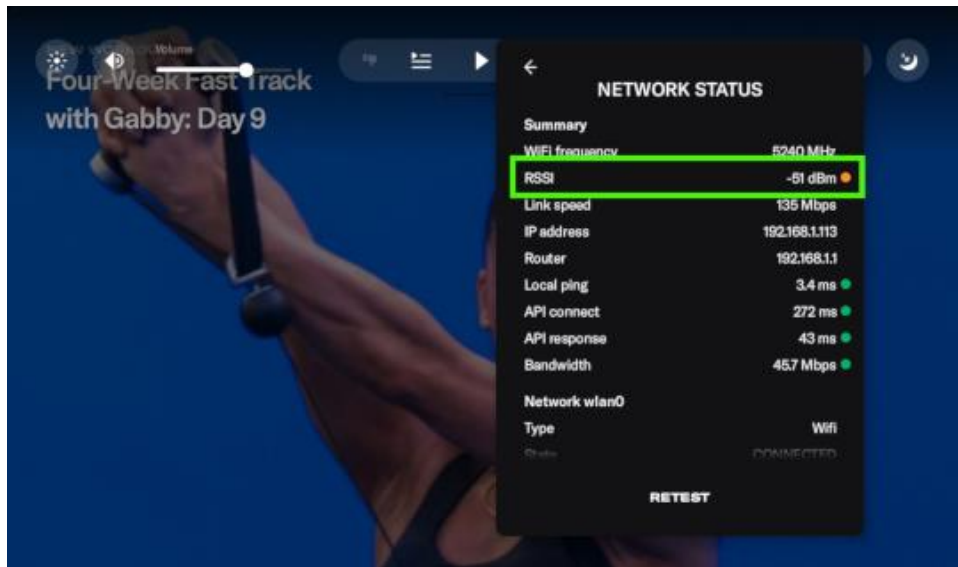 Volume
Four-Week Fast Track
with Gabby: Day 9
NETWORK STATUS
Summary
WiFi frequency 5240 MHz
RSSI -51 dBm
Link speed 135 Mbps
IP address 192.168.1.113
Router 192.168.1.1
Local ping 3.4 ms
API connect 272 ms
API response 43 ms
Bandwidth 45.7 Mbps
Network wlan0
Type Wifi
State CONNECTED
RETEST